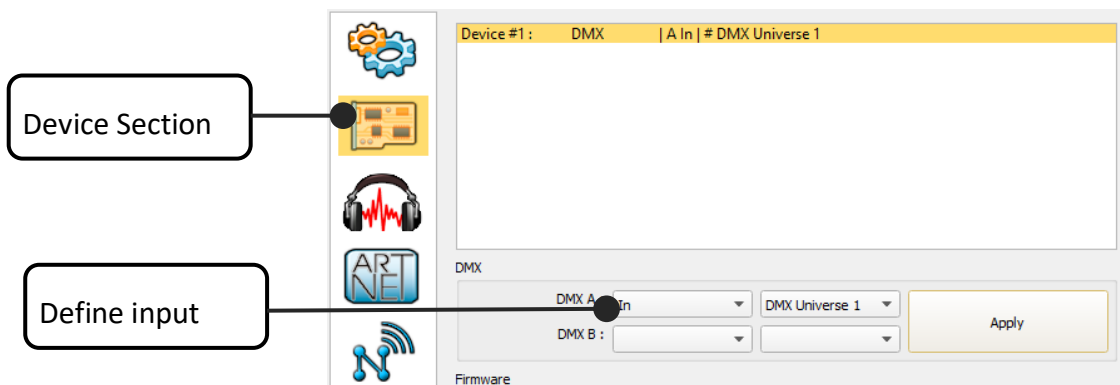 Device #1 : DMX | A In | # DMX Universe 1
Device Section
ART
NET
DMX
DMX A In DMX Universe 1
Define input
Apply
DMX B :
Firmware